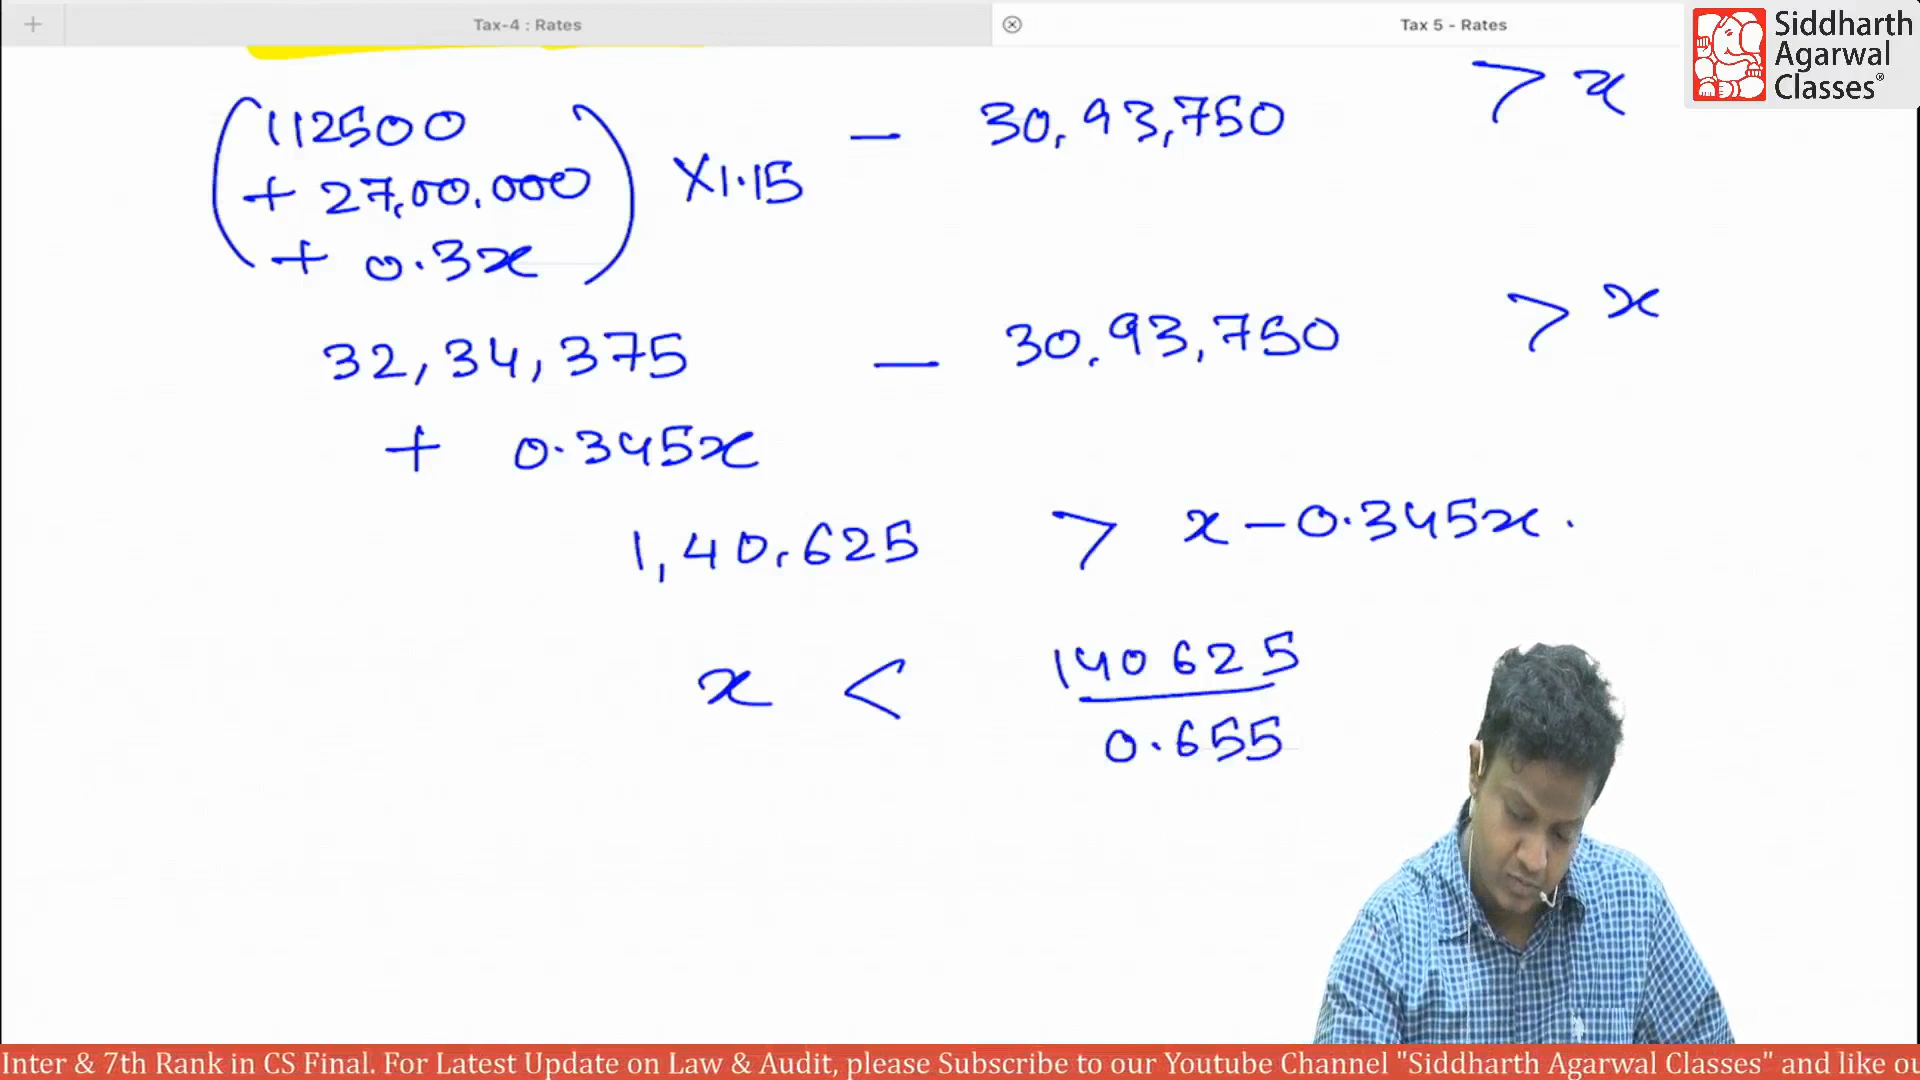 Tax-4 : Rates
Tax 5 - Rates
Siddharth
Agarwal
Classes®
112500
+ 27,00,000
+ 0.3x
X1.15 - 30,93,750 > x
32,34,375 - 30,93,750 > x
+ 0.345x
1,40,625 > x - 0.345x.
x < 140625
0.655
Inter & 7th Rank in CS Final. For Latest Update on Law & Audit, please Subscribe to our Youtube Channel "Siddharth Agarwal Classes" and like ou